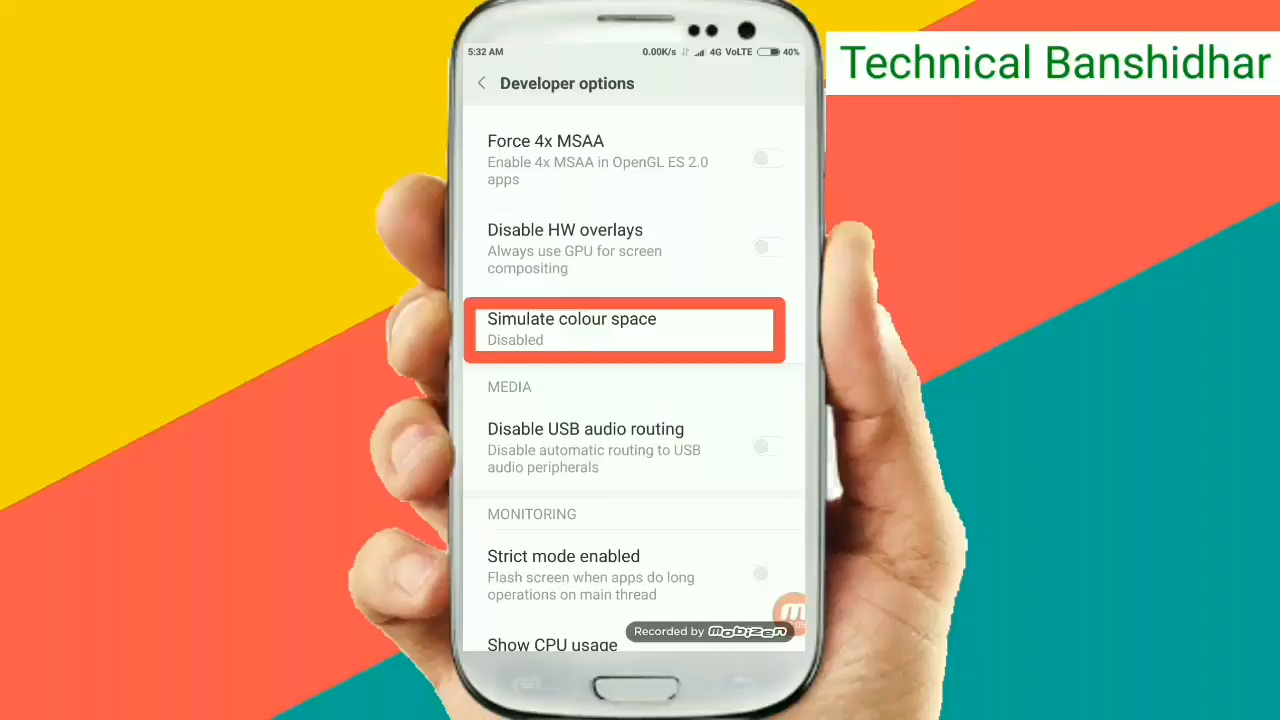 Technical Banshidhar
5:32 AM 0.00K/s 4G VoLTE 40%
Developer options
Force 4x MSAA
Enable 4x MSAA in OpenGL ES 2.0
apps
Disable HW overlays
Always use GPU for screen
compositing
Simulate colour space
Disabled
MEDIA
Disable USB audio routing
Disable automatic routing to USB
audio peripherals
MONITORING
Strict mode enabled
Flash screen when apps do long
operations on main thread
Recorded by mobizen
Show CPU usage